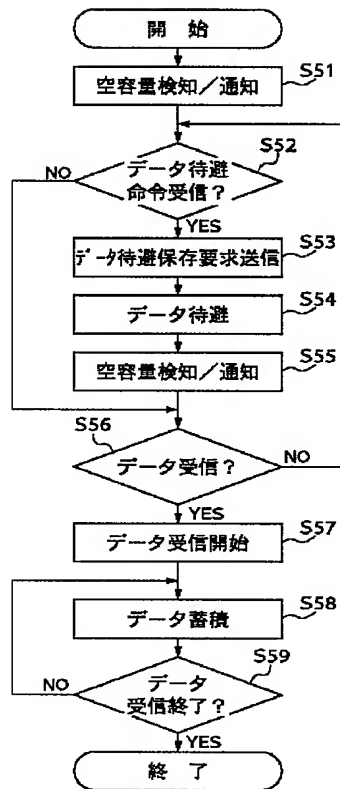 開 始
空容量検知／通知
S51
S52
データ待避
命令受信？
NO
YES
データ待避保存要求送信
S53
データ待避
S54
空容量検知／通知
S55
S56
データ受信？
NO
YES
データ受信開始
S57
データ蓄積
S58
S59
データ
受信終了？
NO
YES
終 了